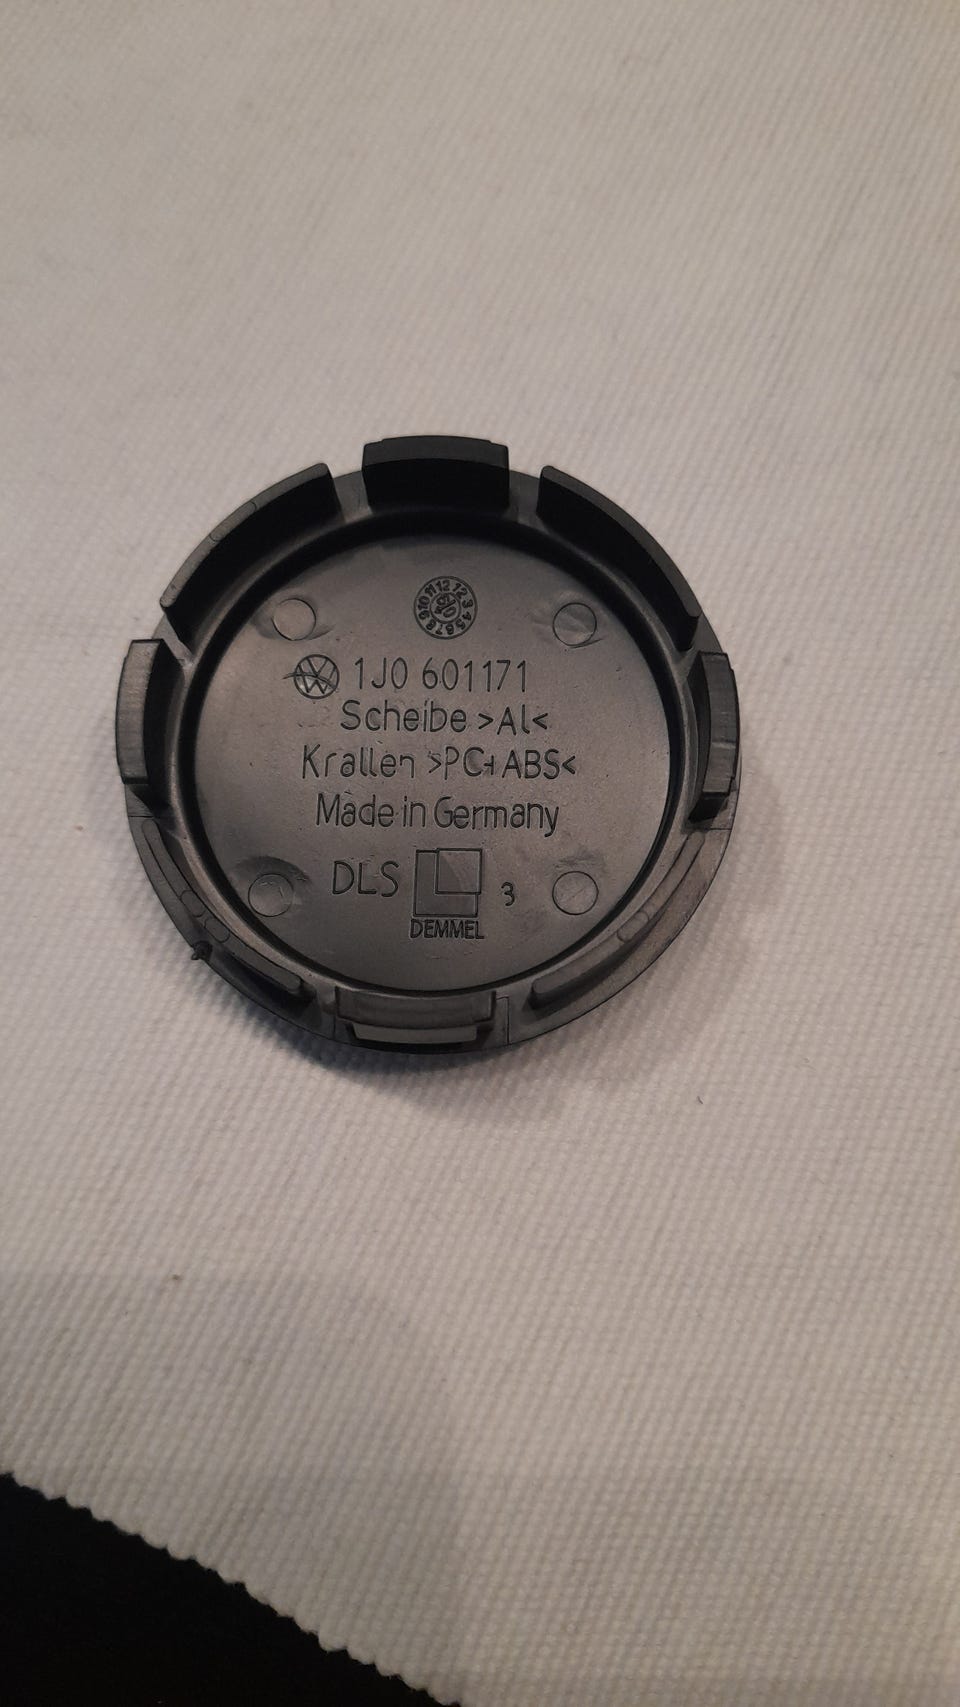 1J0 601171
Scheibe >Al<
Krallen >PC+ABS<
Made in Germany
DLS 3
DEMMEL